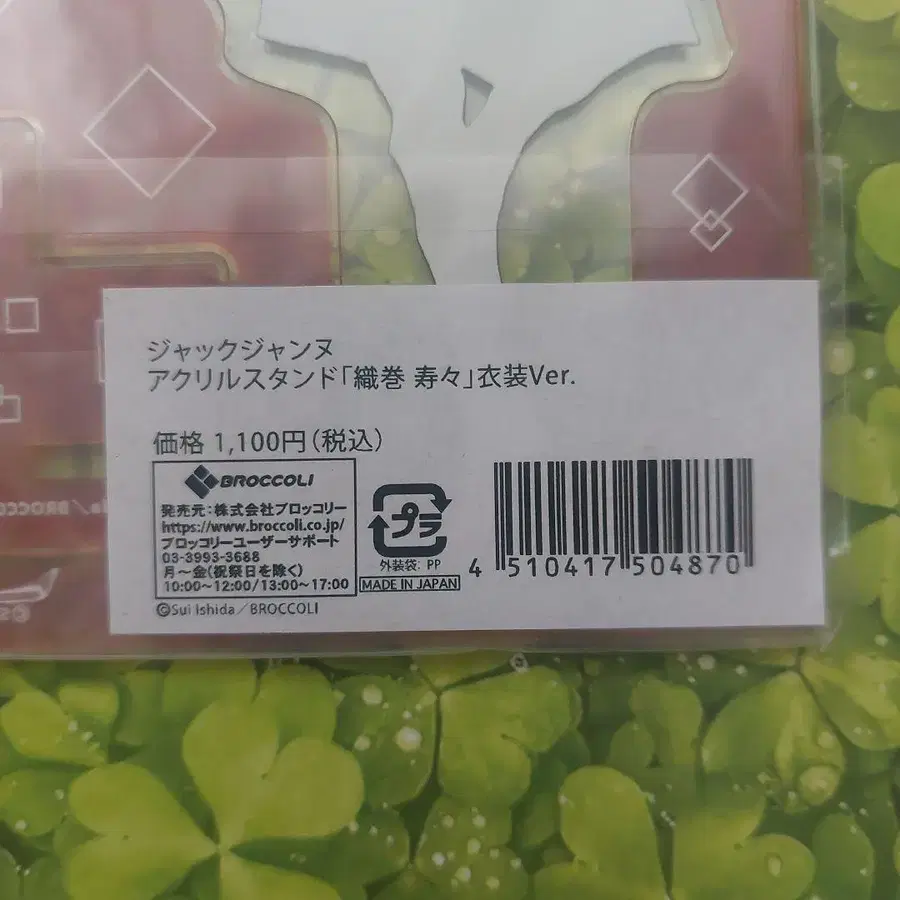 ジャックジャンヌ
アクリルスタンド「織巻 寿々」衣装Ver.
価格 1,100円(税込)
BROCCOLI
発売元:株式会社ブロッコリー
https://www.broccoli.co.jp/
ブロッコリーユーザーサポート
03-3993-3688
月～金(祝祭日を除く)
10:00~12:00/13:00~17:00
©Sui Ishida/BROCCOLI
プラ
外装袋: PP
MADE IN JAPAN
4 510417 504870